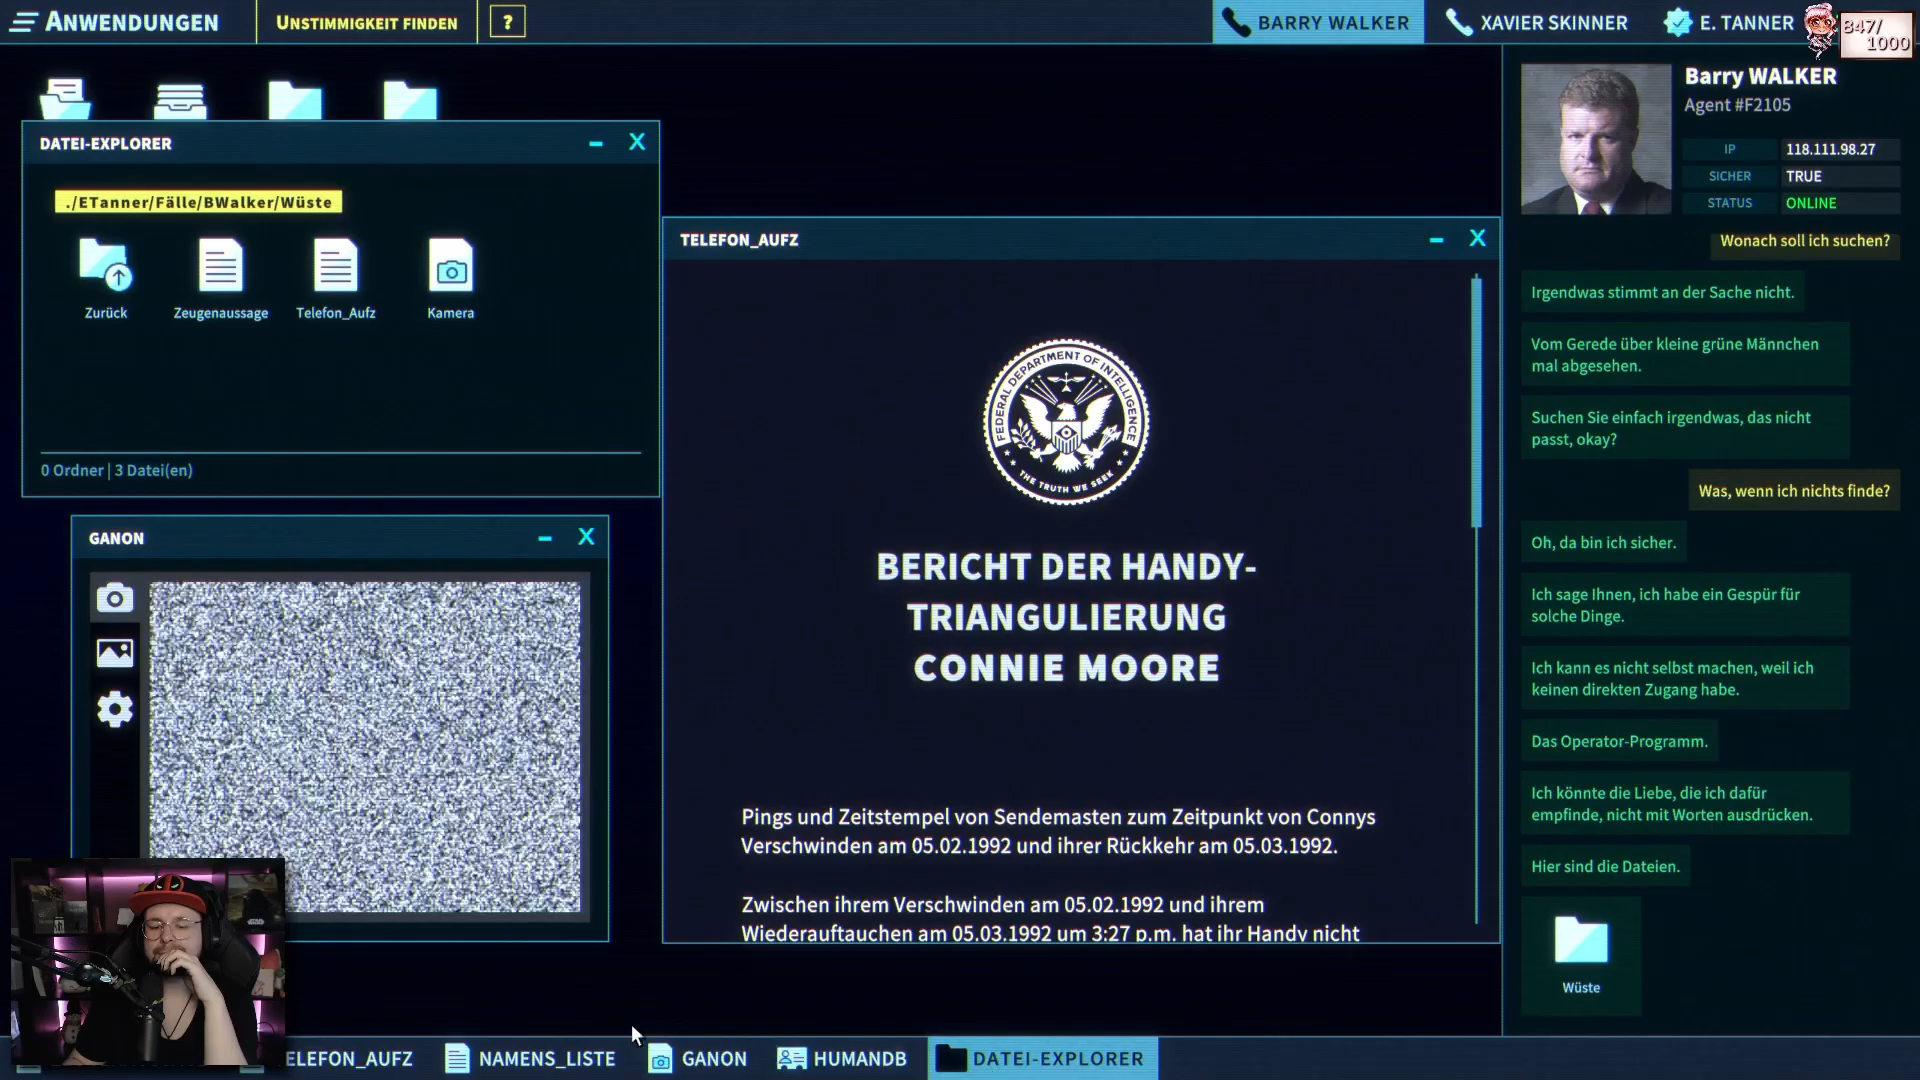 ANWENDUNGEN
UNSTIMMIGKEIT FINDEN
?
BARRY WALKER
XAVIER SKINNER
E. TANNER
847/
1000
DATEI-EXPLORER
./ETanner/Fälle/BWalker/Wüste
Zurück
Zeugenaussage
Telefon_Aufz
Kamera
0 Ordner | 3 Datei(en)
GANON
TELEFON_AUFZ
FEDERAL DEPARTMENT OF INTELLIGENCE
THE TRUTH WE SEEK
BERICHT DER HANDY-
TRIANGULIERUNG
CONNIE MOORE
Pings und Zeitstempel von Sendemasten zum Zeitpunkt von Connys
Verschwinden am 05.02.1992 und ihrer Rückkehr am 05.03.1992.
Zwischen ihrem Verschwinden am 05.02.1992 und ihrem
Wiederauftauchen am 05.03.1992 um 3:27 p.m. hat ihr Handy nicht
Barry WALKER
Agent #F2105
IP 118.111.98.27
SICHER TRUE
STATUS ONLINE
Wonach soll ich suchen?
Irgendwas stimmt an der Sache nicht.
Vom Gerede über kleine grüne Männchen
mal abgesehen.
Suchen Sie einfach irgendwas, das nicht
passt, okay?
Was, wenn ich nichts finde?
Oh, da bin ich sicher.
Ich sage Ihnen, ich habe ein Gespür für
solche Dinge.
Ich kann es nicht selbst machen, weil ich
keinen direkten Zugang habe.
Das Operator-Programm.
Ich könnte die Liebe, die ich dafür
empfinde, nicht mit Worten ausdrücken.
Hier sind die Dateien.
Wüste
ELEFON_AUFZ
NAMENS_LISTE
GANON
HUMANDB
DATEI-EXPLORER